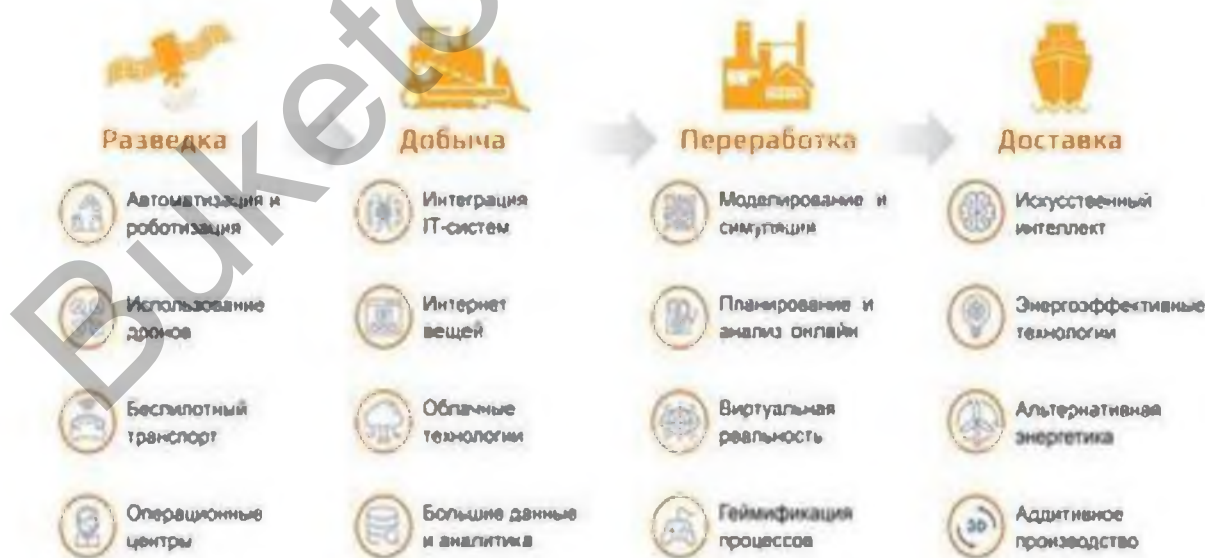 Buketo
Разведка
Добыча
Переработка
Доставка
Автоматизация и
роботизация
Интеграция
IT-систем
Моделирование и
симуляции
Искусственный
интеллект
Использование
дронов
Интернет
вещей
Планирование и
анализ онлайн
Энергоэффективные
технологии
Беспилотный
транспорт
Облачные
технологии
Виртуальная
реальность
Альтернативная
энергетика
Операционные
центры
Большие данные
и аналитика
Геймификация
процессов
3D
Аддитивное
производство